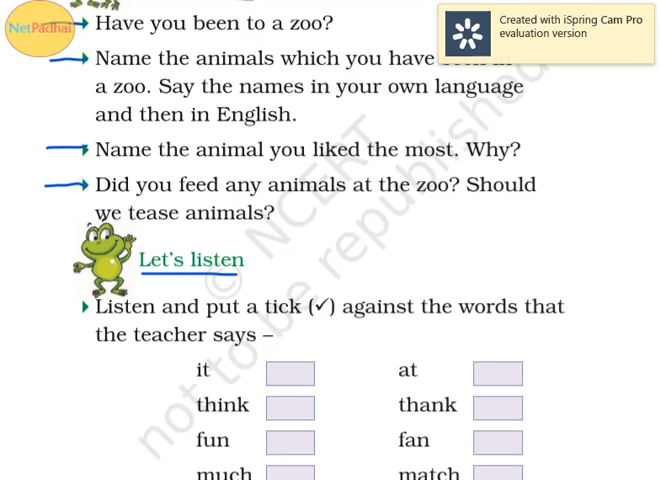 NetPadhai
Created with iSpring Cam Pro
evaluation version
Have you been to a zoo?
Name the animals which you have
a zoo. Say the names in your own language
and then in English.
Name the animal you liked the most. Why?
Did you feed any animals at the zoo? Should
we tease animals?
Let's listen
Listen and put a tick (✓) against the words that
the teacher says –
it at
think thank
fun fan
much match
© NCERT
not to be republished